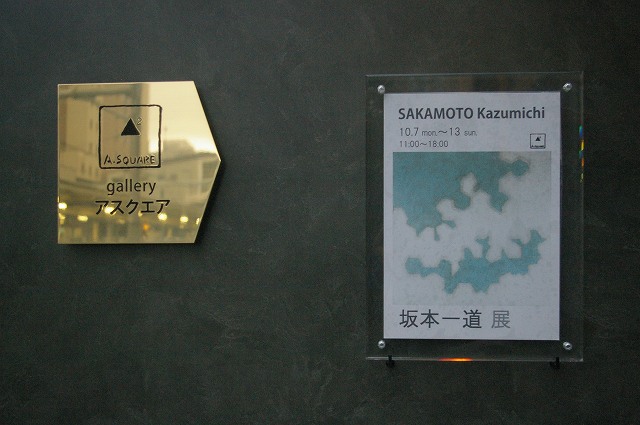 A.SQUARE
gallery
アスクエア
SAKAMOTO Kazumichi
10.7 mon.～13 sun.
11:00～18:00
坂本一道 展